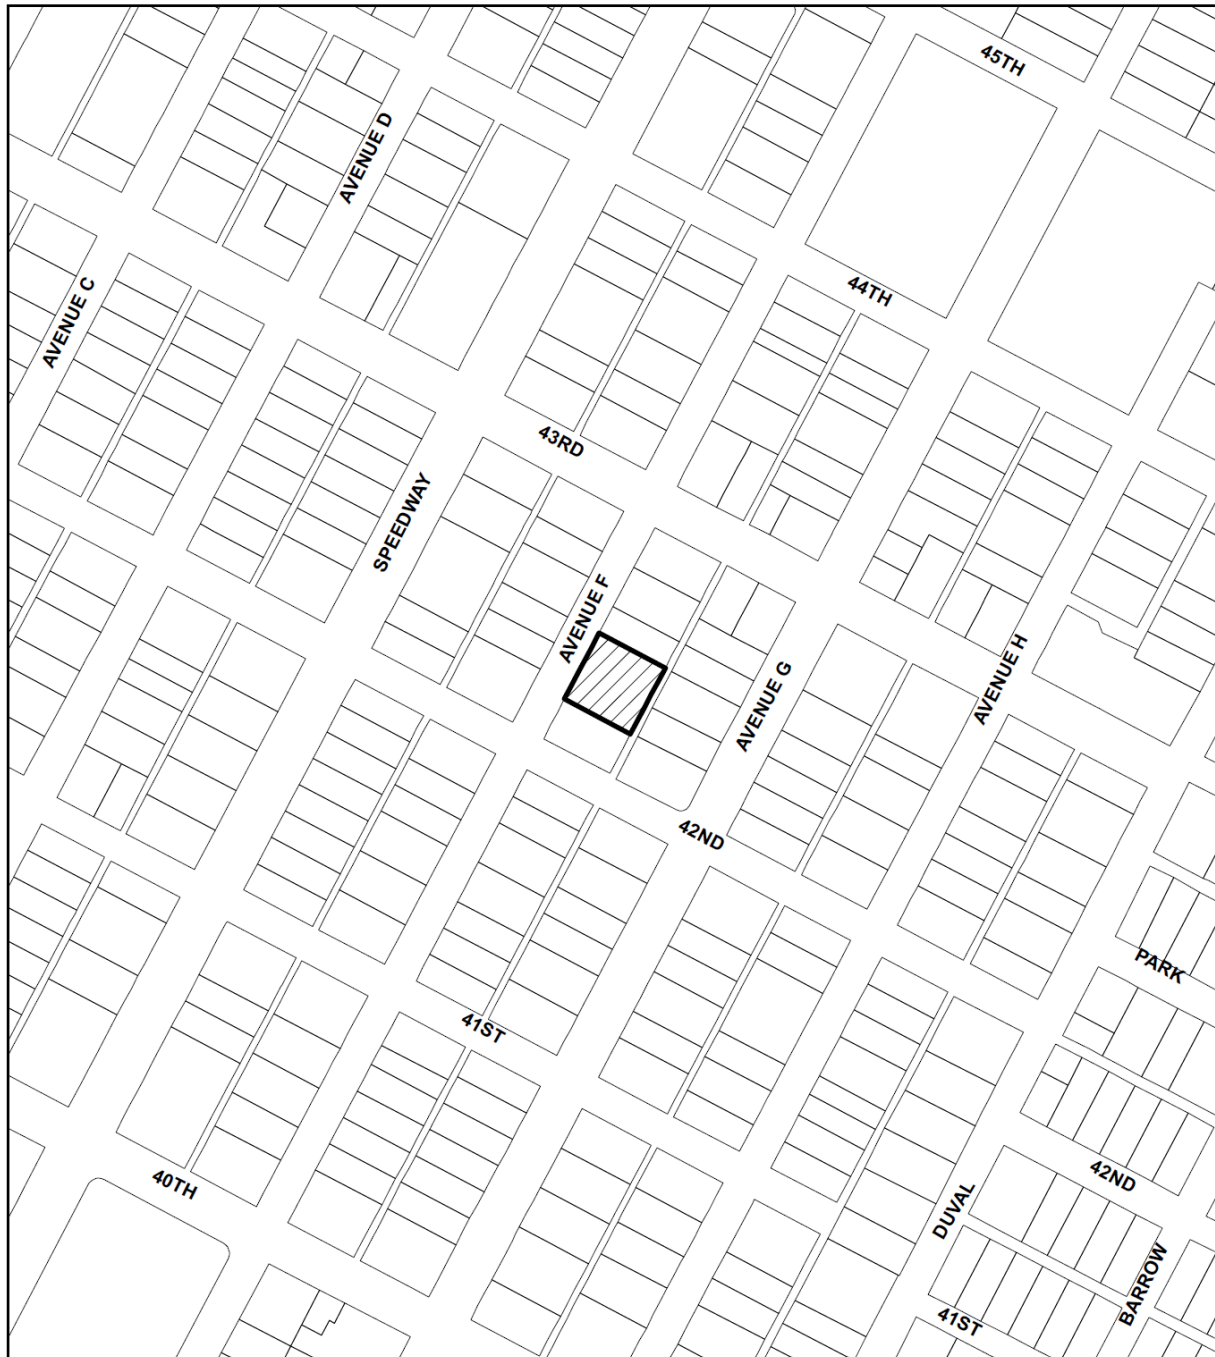 45TH
AVENUE D
44TH
AVENUE C
43RD
SPEEDWAY
AVENUE F
AVENUE H
AVENUE G
42ND
PARK
41ST
40TH
42ND
DUVAL
BARROW
41ST